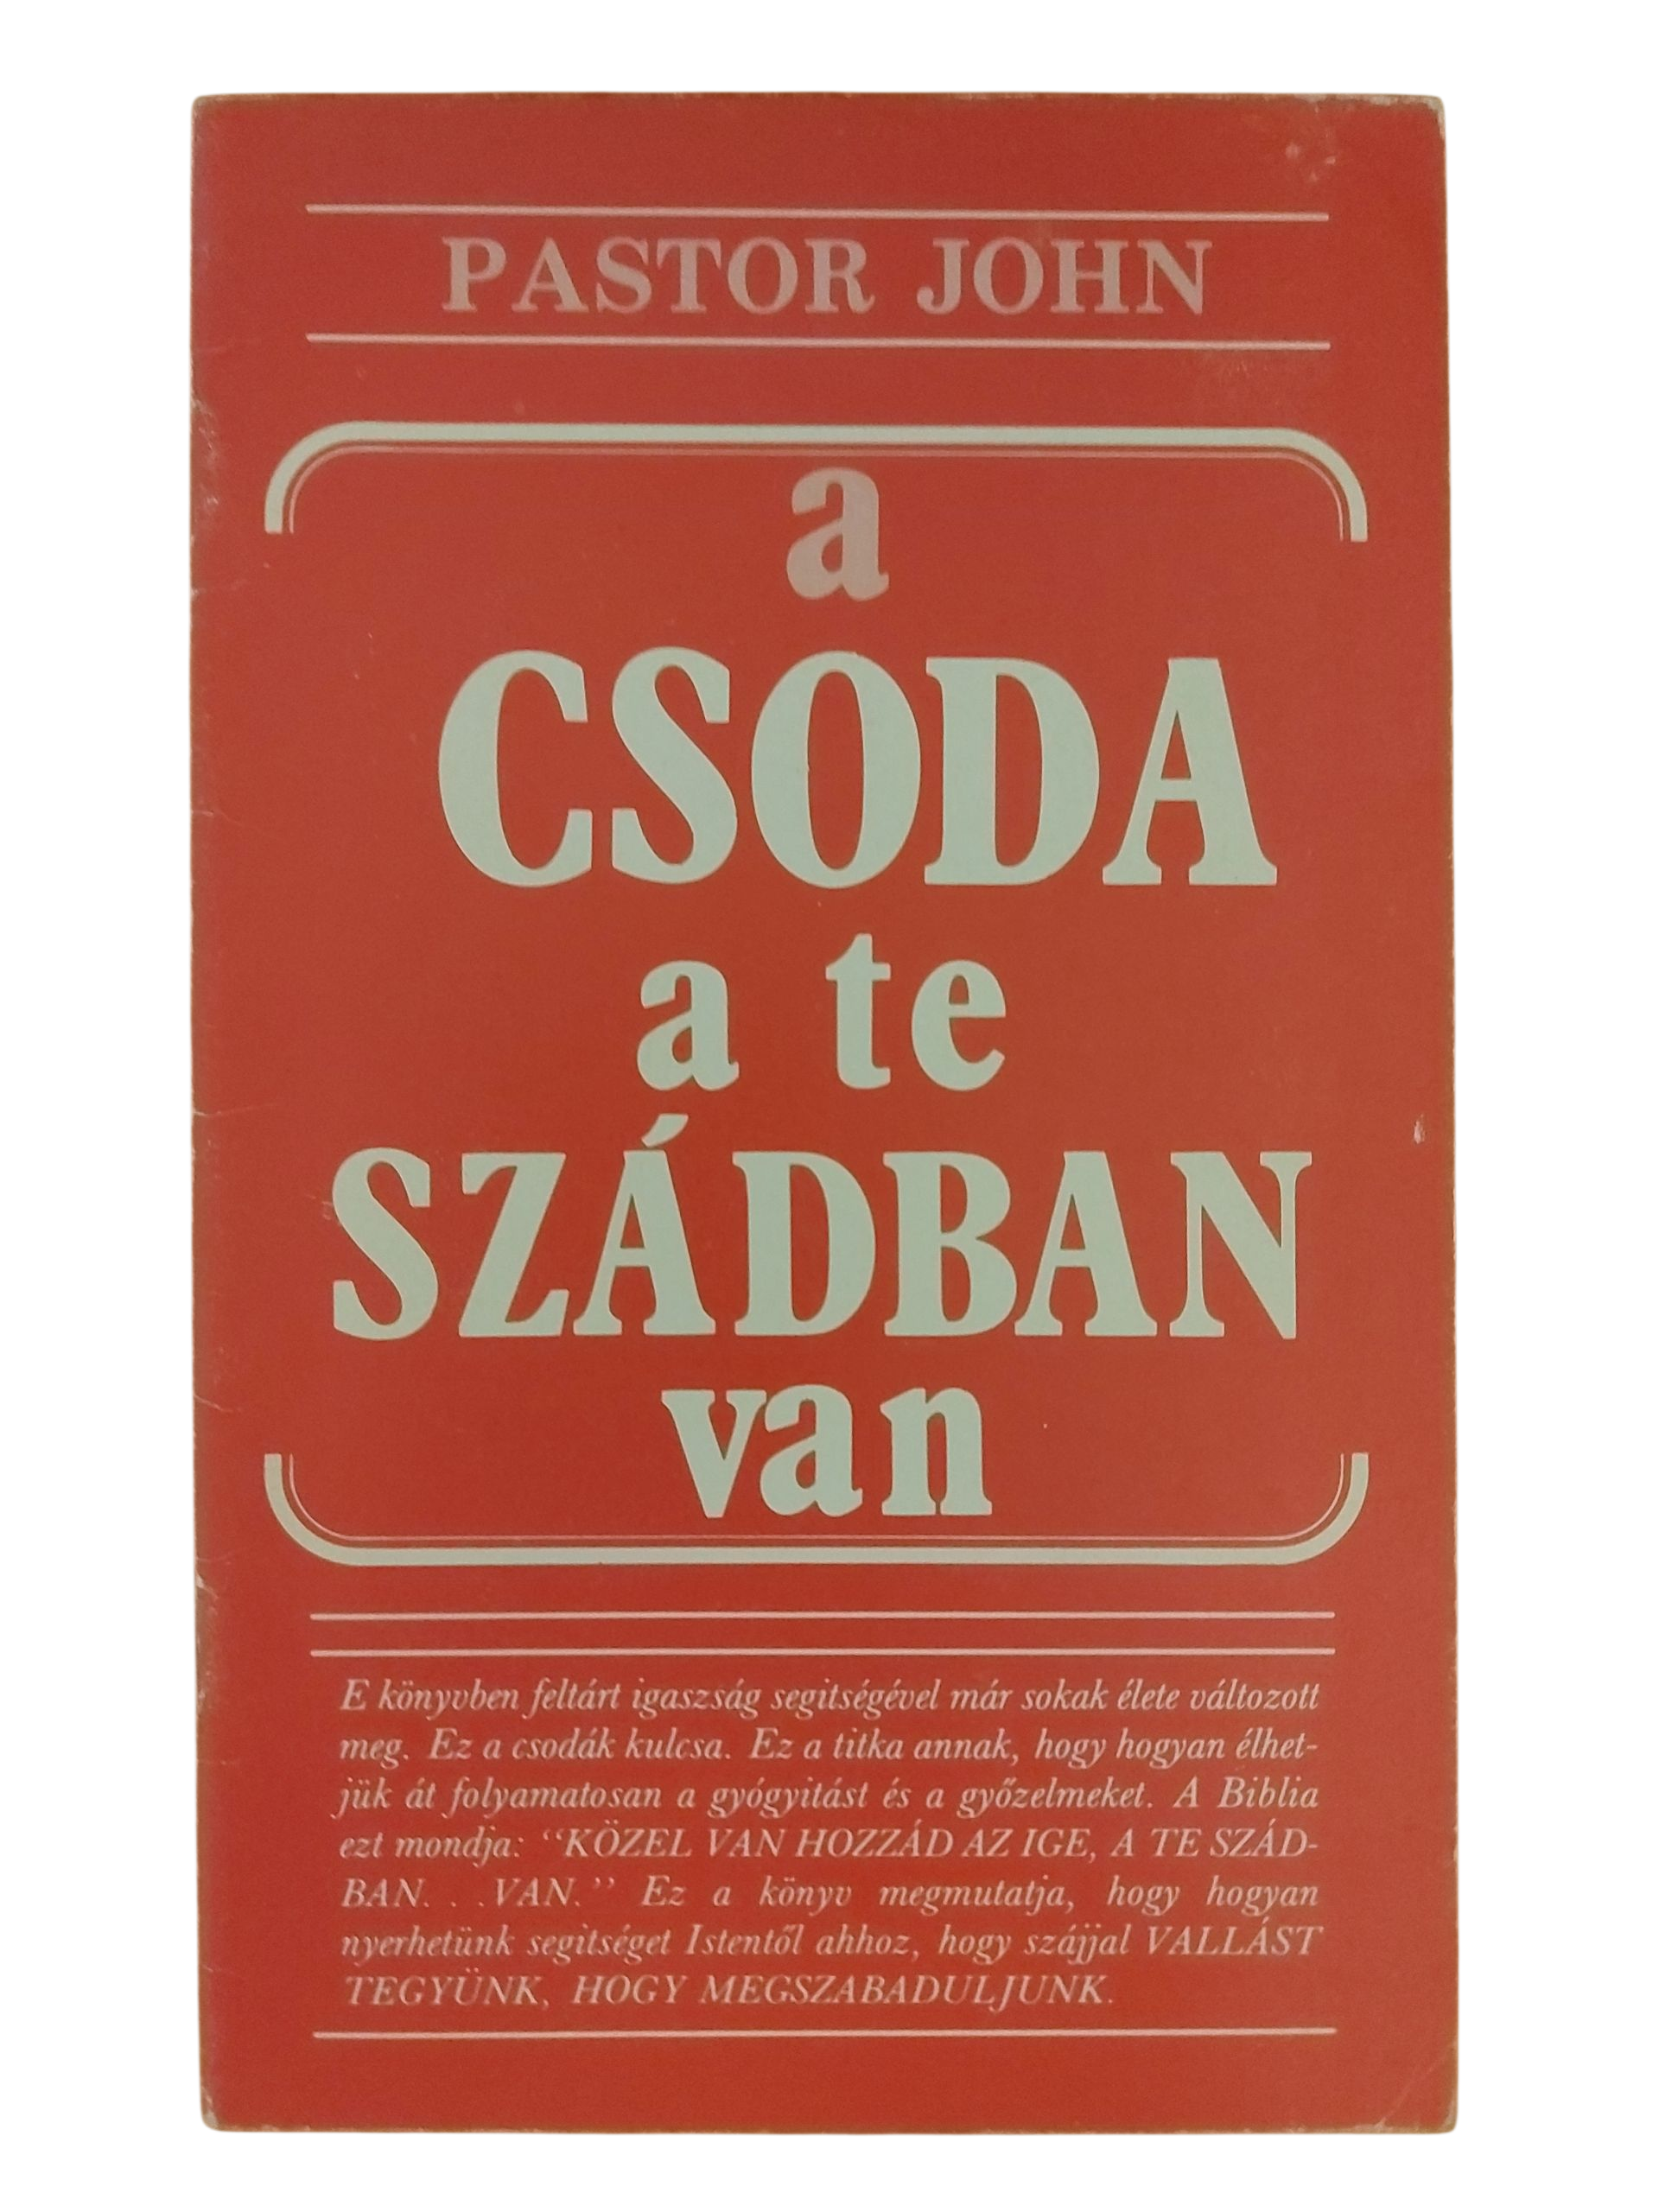 PASTOR JOHN
a
CSODA
a te
SZÁDBAN
van
E könyvben feltárt igaszság segitségével már sokak élete változott
meg. Ez a csodák kulcsa. Ez a titka annak, hogy hogyan élhet-
jük át folyamatosan a gyógyitást és a győzelmeket. A Biblia
ezt mondja: “KÖZEL VAN HOZZÁD AZ IGE, A TE SZÁD-
BAN. . .VAN.” Ez a könyv megmutatja, hogy hogyan
nyerhetünk segitséget Istentől ahhoz, hogy szájjal VALLÁST
TEGYÜNK, HOGY MEGSZABADULJUNK.